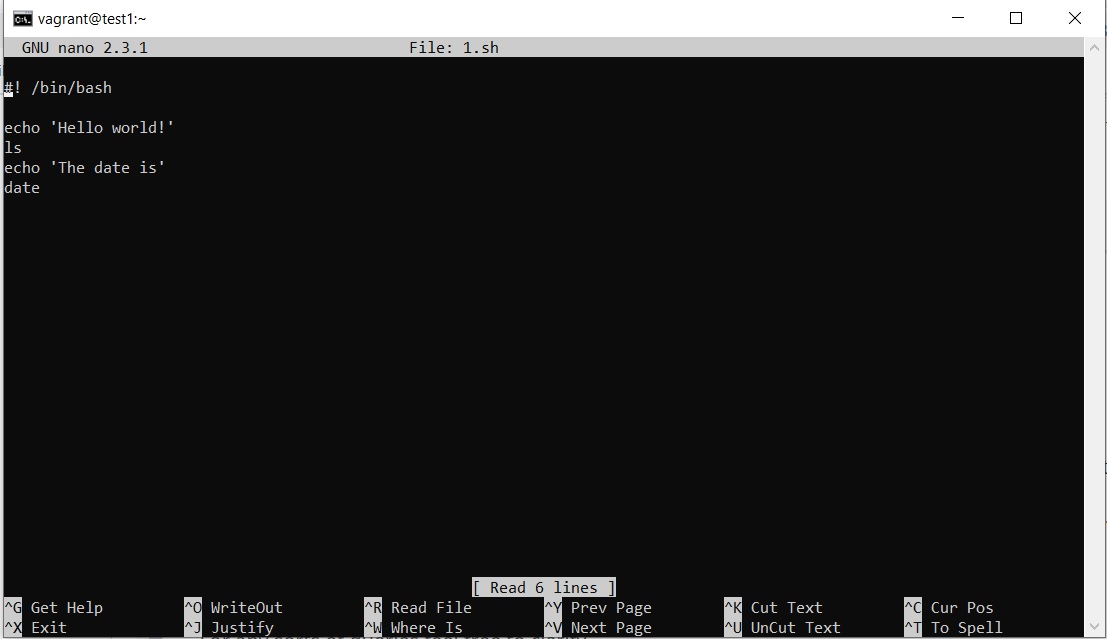 vagrant@test1:~
GNU nano 2.3.1 File: 1.sh
#! /bin/bash
echo 'Hello world!'
ls
echo 'The date is'
date
[ Read 6 lines ]
^G Get Help ^O WriteOut ^R Read File ^Y Prev Page ^K Cut Text ^C Cur Pos
^X Exit ^J Justify ^W Where Is ^V Next Page ^U UnCut Text ^T To Spell